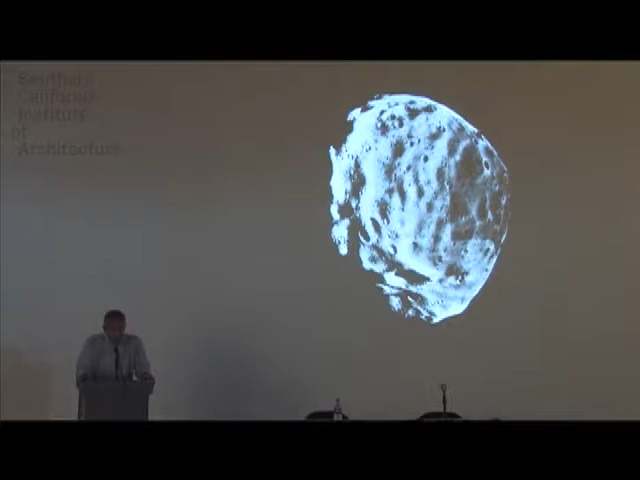 Southern
California
Institute
of
Architecture